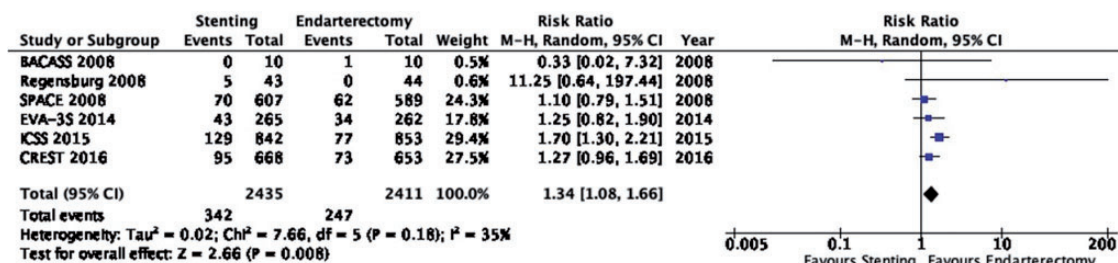 Stenting Endarterectomy Risk Ratio Risk Ratio
Study or Subgroup Events Total Events Total Weight M-H, Random, 95% CI Year M-H, Random, 95% CI
BACASS 2008 0 10 1 10 0.5% 0.33 [0.02, 7.32] 2008
Regensburg 2008 5 43 0 44 0.6% 11.25 [0.64, 197.44] 2008
SPACE 2008 70 607 62 589 24.3% 1.10 [0.79, 1.51] 2008
EVA-3S 2014 43 265 34 262 17.8% 1.25 [0.82, 1.90] 2014
ICSS 2015 129 842 77 853 29.4% 1.70 [1.30, 2.21] 2015
CREST 2016 95 668 73 653 27.5% 1.27 [0.96, 1.69] 2016
Total (95% CI) 2435 2411 100.0% 1.34 [1.08, 1.66]
Total events 342 247
Heterogeneity: Tau² = 0.02; Chi² = 7.66, df = 5 (P = 0.18); I² = 35%
Test for overall effect: Z = 2.66 (P = 0.008)
0.005 0.1 1 10 200
Favours Stenting Favours Endarterectomy